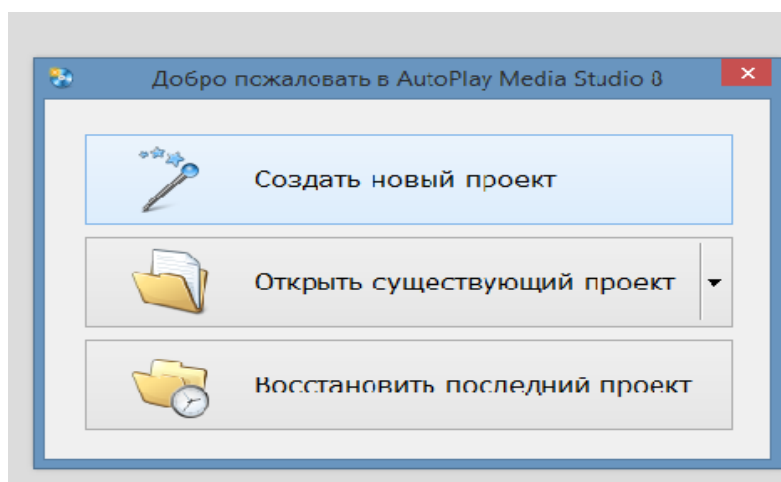 Добро пожаловать в AutoPlay Media Studio 8
Создать новый проект
Открыть существующий проект
Восстановить последний проект